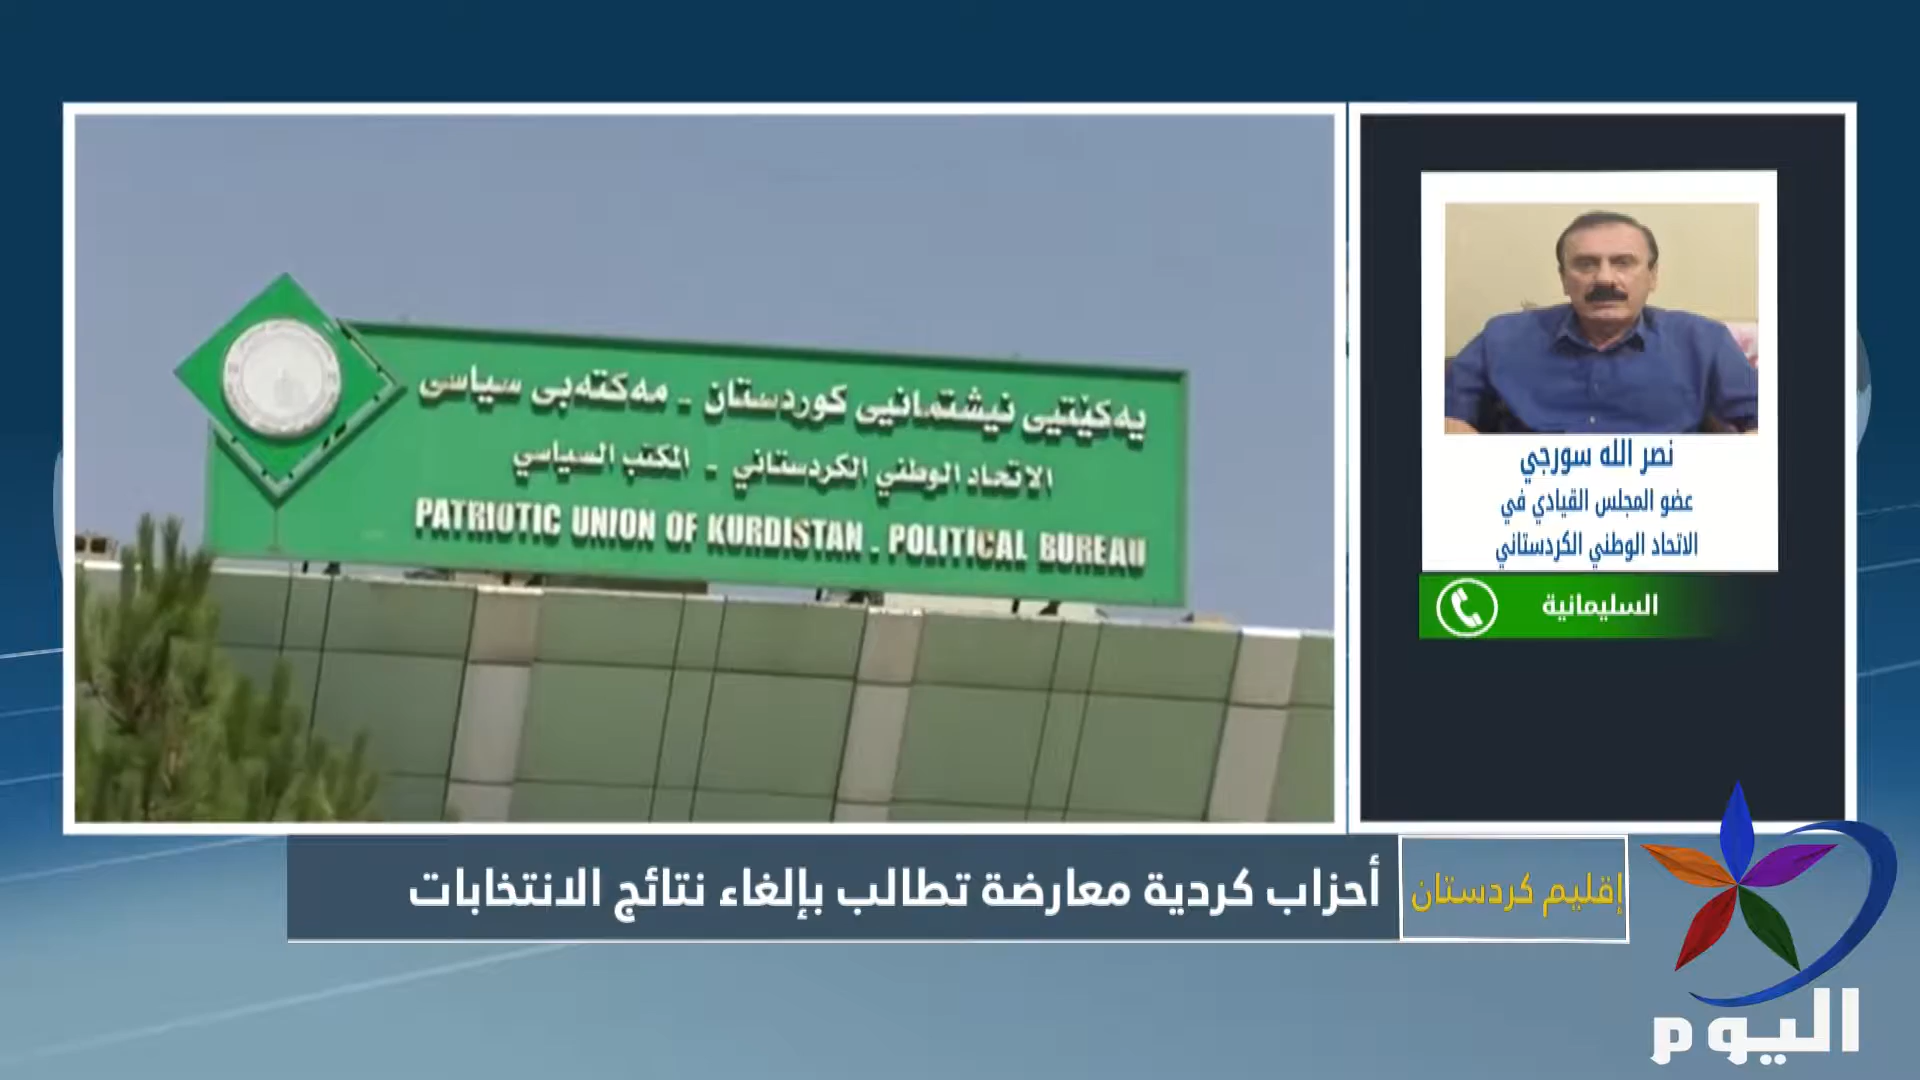 یەکێتیی نیشتمانیی کوردستان - مەکتەبی سیاسی
الاتحاد الوطني الكردستاني - المكتب السياسي
PATRIOTIC UNION OF KURDISTAN . POLITICAL BUREAU
نصر الله سورجي
عضو المجلس القيادي في
الاتحاد الوطني الكردستاني
السليمانية
إقليم كردستان
أحزاب كردية معارضة تطالب بإلغاء نتائج الانتخابات
اليوم